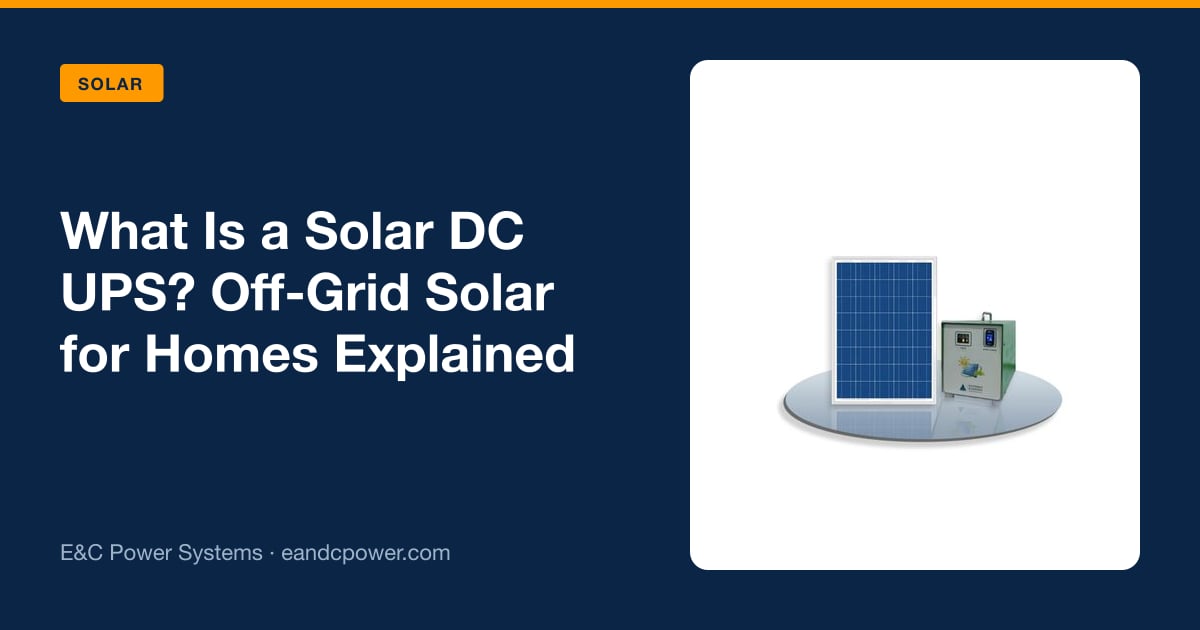 SOLAR
What Is a Solar DC
UPS? Off-Grid Solar
for Homes Explained
E&C Power Systems · eandcpower.com